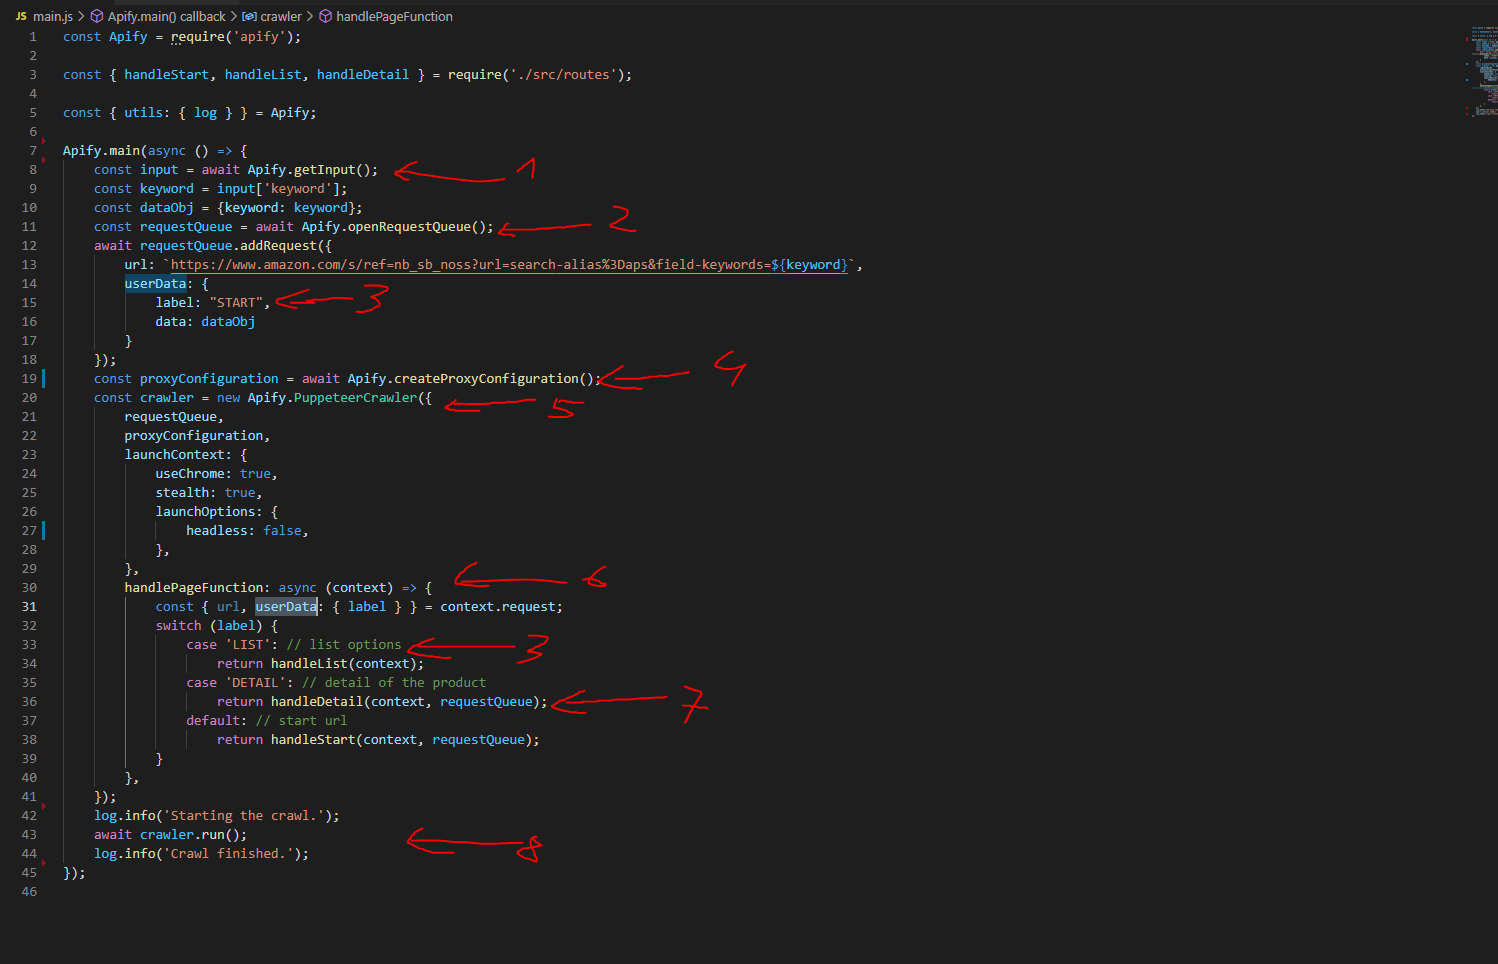 JS main.js > Apify.main() callback > crawler > handlePageFunction
1 const Apify = require('apify');
2
3 const { handleStart, handleList, handleDetail } = require('./src/routes');
4
5 const { utils: { log } } = Apify;
6
7 Apify.main(async () => {
8 const input = await Apify.getInput(); 1
9 const keyword = input['keyword'];
10 const dataObj = {keyword: keyword};
11 const requestQueue = await Apify.openRequestQueue(); 2
12 await requestQueue.addRequest({
13 url: `https://www.amazon.com/s/ref=nb_sb_noss?url=search-alias%3Daps&field-keywords=${keyword}`,
14 userData: {
15 label: "START", 3
16 data: dataObj
17 }
18 });
19 const proxyConfiguration = await Apify.createProxyConfiguration(); 4
20 const crawler = new Apify.PuppeteerCrawler({ 5
21 requestQueue,
22 proxyConfiguration,
23 launchContext: {
24 useChrome: true,
25 stealth: true,
26 launchOptions: {
27 headless: false,
28 },
29 },
30 handlePageFunction: async (context) => { 6
31 const { url, userData: { label } } = context.request;
32 switch (label) {
33 case 'LIST': // list options 3
34 return handleList(context);
35 case 'DETAIL': // detail of the product
36 return handleDetail(context, requestQueue); 7
37 default: // start url
38 return handleStart(context, requestQueue);
39 }
40 },
41 });
42 log.info('Starting the crawl.');
43 await crawler.run(); 8
44 log.info('Crawl finished.');
45 });
46